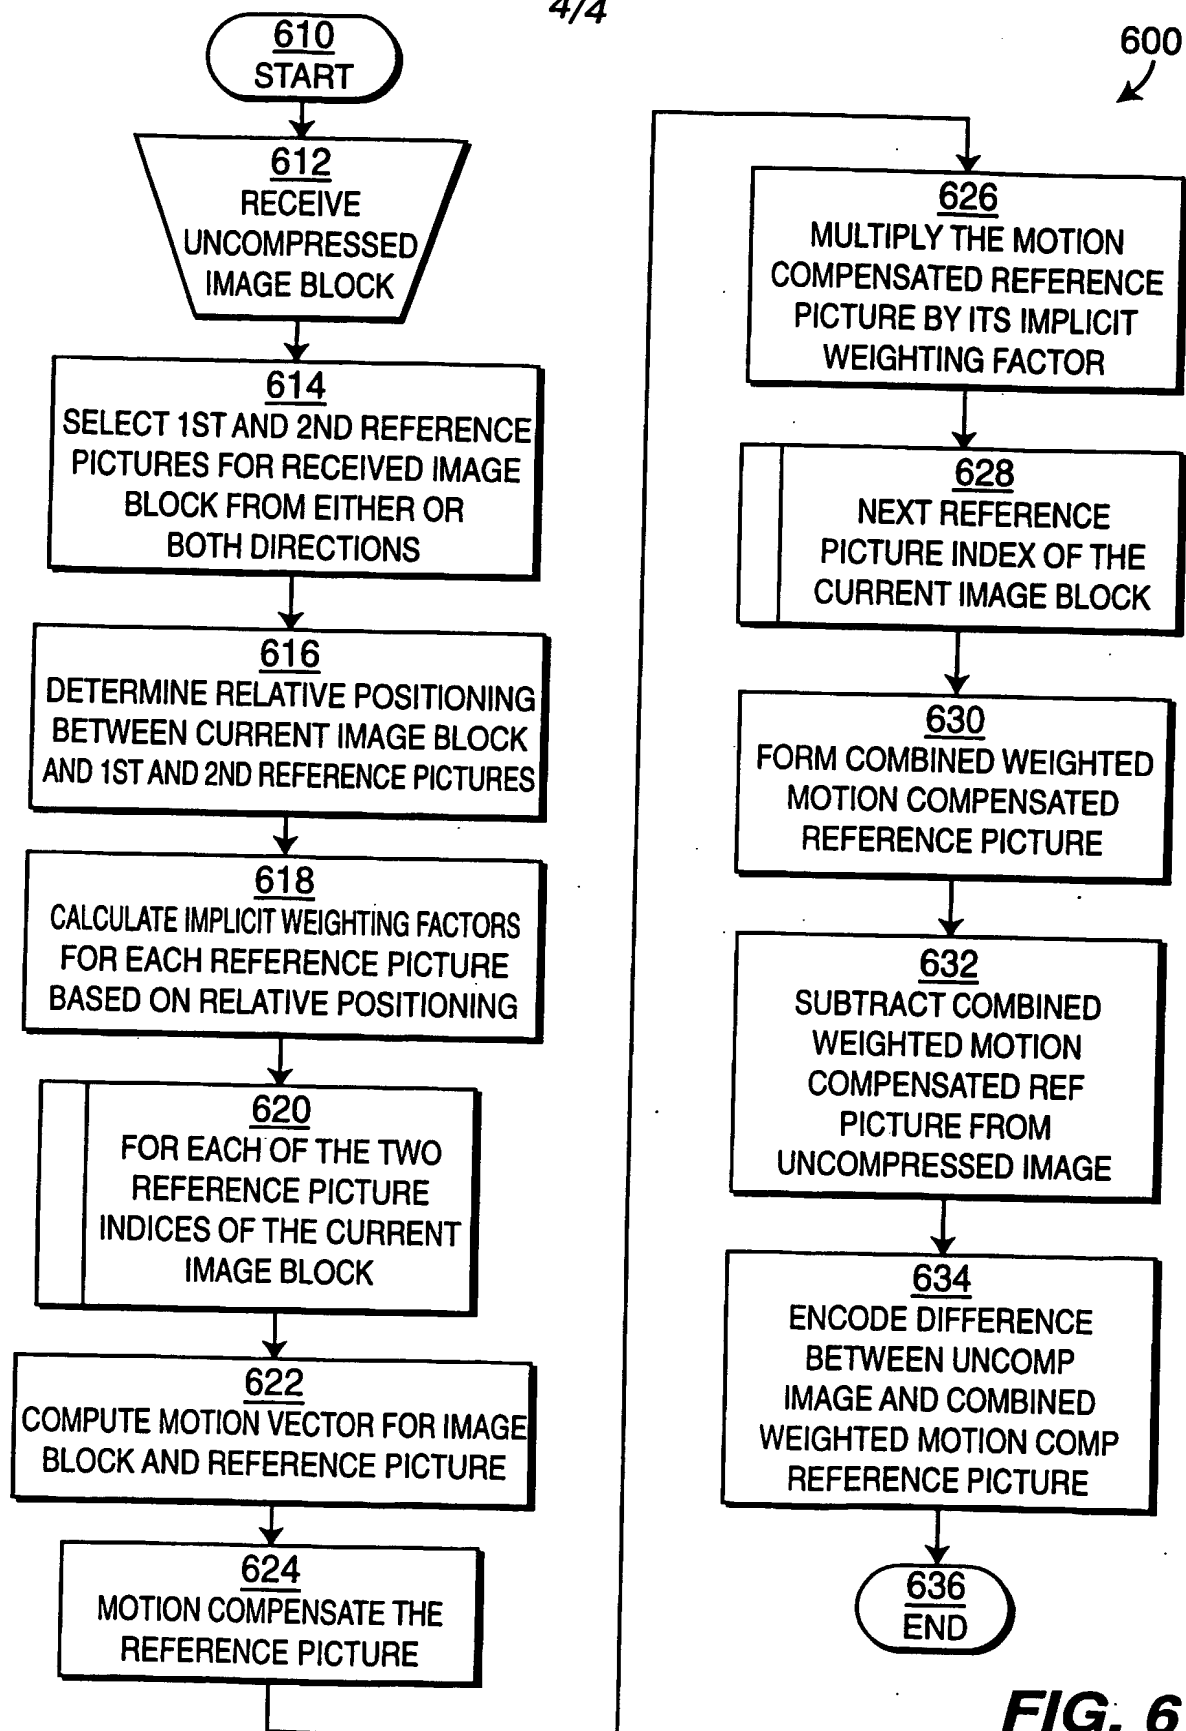 4/4
600
610
START
612
RECEIVE
UNCOMPRESSED
IMAGE BLOCK
614
SELECT 1ST AND 2ND REFERENCE
PICTURES FOR RECEIVED IMAGE
BLOCK FROM EITHER OR
BOTH DIRECTIONS
616
DETERMINE RELATIVE POSITIONING
BETWEEN CURRENT IMAGE BLOCK
AND 1ST AND 2ND REFERENCE PICTURES
618
CALCULATE IMPLICIT WEIGHTING FACTORS
FOR EACH REFERENCE PICTURE
BASED ON RELATIVE POSITIONING
620
FOR EACH OF THE TWO
REFERENCE PICTURE
INDICES OF THE CURRENT
IMAGE BLOCK
622
COMPUTE MOTION VECTOR FOR IMAGE
BLOCK AND REFERENCE PICTURE
624
MOTION COMPENSATE THE
REFERENCE PICTURE
626
MULTIPLY THE MOTION
COMPENSATED REFERENCE
PICTURE BY ITS IMPLICIT
WEIGHTING FACTOR
628
NEXT REFERENCE
PICTURE INDEX OF THE
CURRENT IMAGE BLOCK
630
FORM COMBINED WEIGHTED
MOTION COMPENSATED
REFERENCE PICTURE
632
SUBTRACT COMBINED
WEIGHTED MOTION
COMPENSATED REF
PICTURE FROM
UNCOMPRESSED IMAGE
634
ENCODE DIFFERENCE
BETWEEN UNCOMP
IMAGE AND COMBINED
WEIGHTED MOTION COMP
REFERENCE PICTURE
636
END
FIG. 6